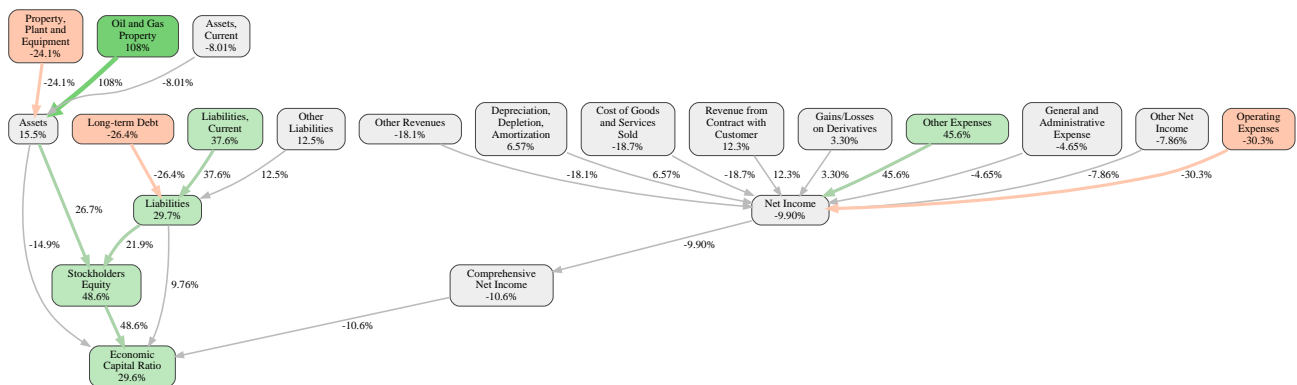 Property,
Plant and
Equipment
-24.1%
Oil and Gas
Property
108%
Assets,
Current
-8.01%
-24.1%
108%
-8.01%
Assets
15.5%
Long-term Debt
-26.4%
Liabilities,
Current
37.6%
Other
Liabilities
12.5%
Other Revenues
-18.1%
Depreciation,
Depletion,
Amortization
6.57%
Cost of Goods
and Services
Sold
-18.7%
Revenue from
Contract with
Customer
12.3%
Gains/Losses
on Derivatives
3.30%
Other Expenses
45.6%
General and
Administrative
Expense
-4.65%
Other Net
Income
-7.86%
Operating
Expenses
-30.3%
-26.4%
37.6%
12.5%
-18.1%
6.57%
-18.7%
12.3%
3.30%
45.6%
-4.65%
-7.86%
-30.3%
Liabilities
29.7%
Net Income
-9.90%
26.7%
-14.9%
21.9%
9.76%
-9.90%
Stockholders
Equity
48.6%
Comprehensive
Net Income
-10.6%
48.6%
-10.6%
Economic
Capital Ratio
29.6%